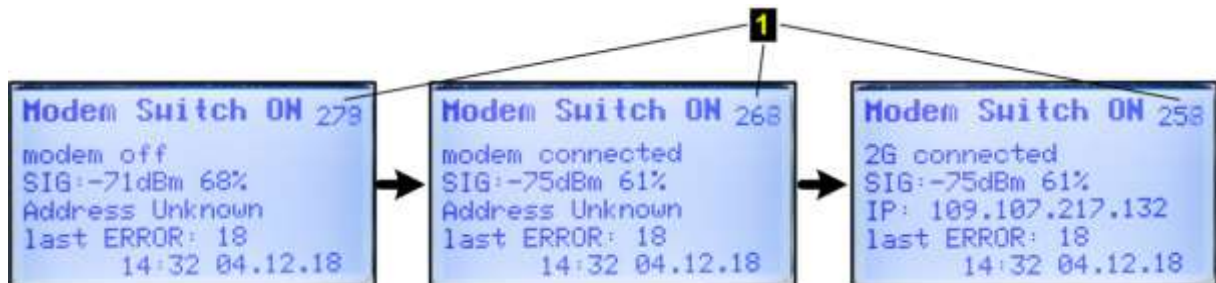 1
Modem Switch ON 279
modem off
SIG:-71dBm 68%
Address Unknown
last ERROR: 18
14:32 04.12.18
Modem Switch ON 268
modem connected
SIG:-75dBm 61%
Address Unknown
last ERROR: 18
14:32 04.12.18
Modem Switch ON 258
2G connected
SIG:-75dBm 61%
IP: 109.107.217.132
last ERROR: 18
14:32 04.12.18